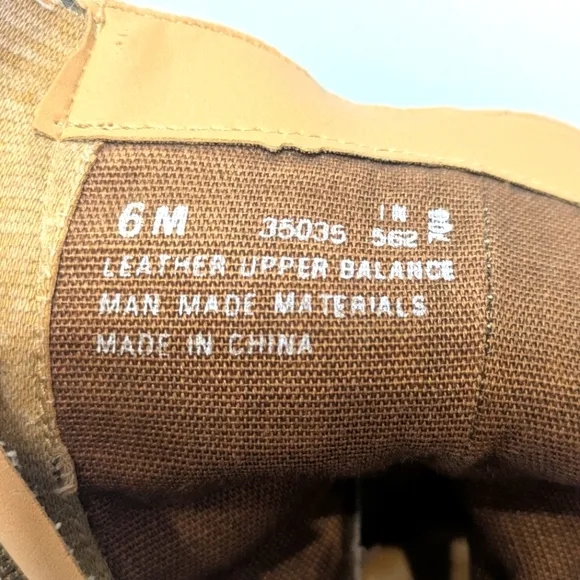 6M 35035 IN 562
LEATHER UPPER BALANCE
MAN MADE MATERIALS
MADE IN CHINA